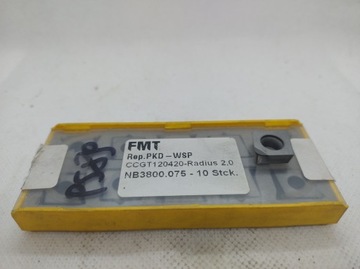 FMT
Rep.PKD-WSP
CCGT120420-Radius 2,0
NB3800.075 - 10 Stck.